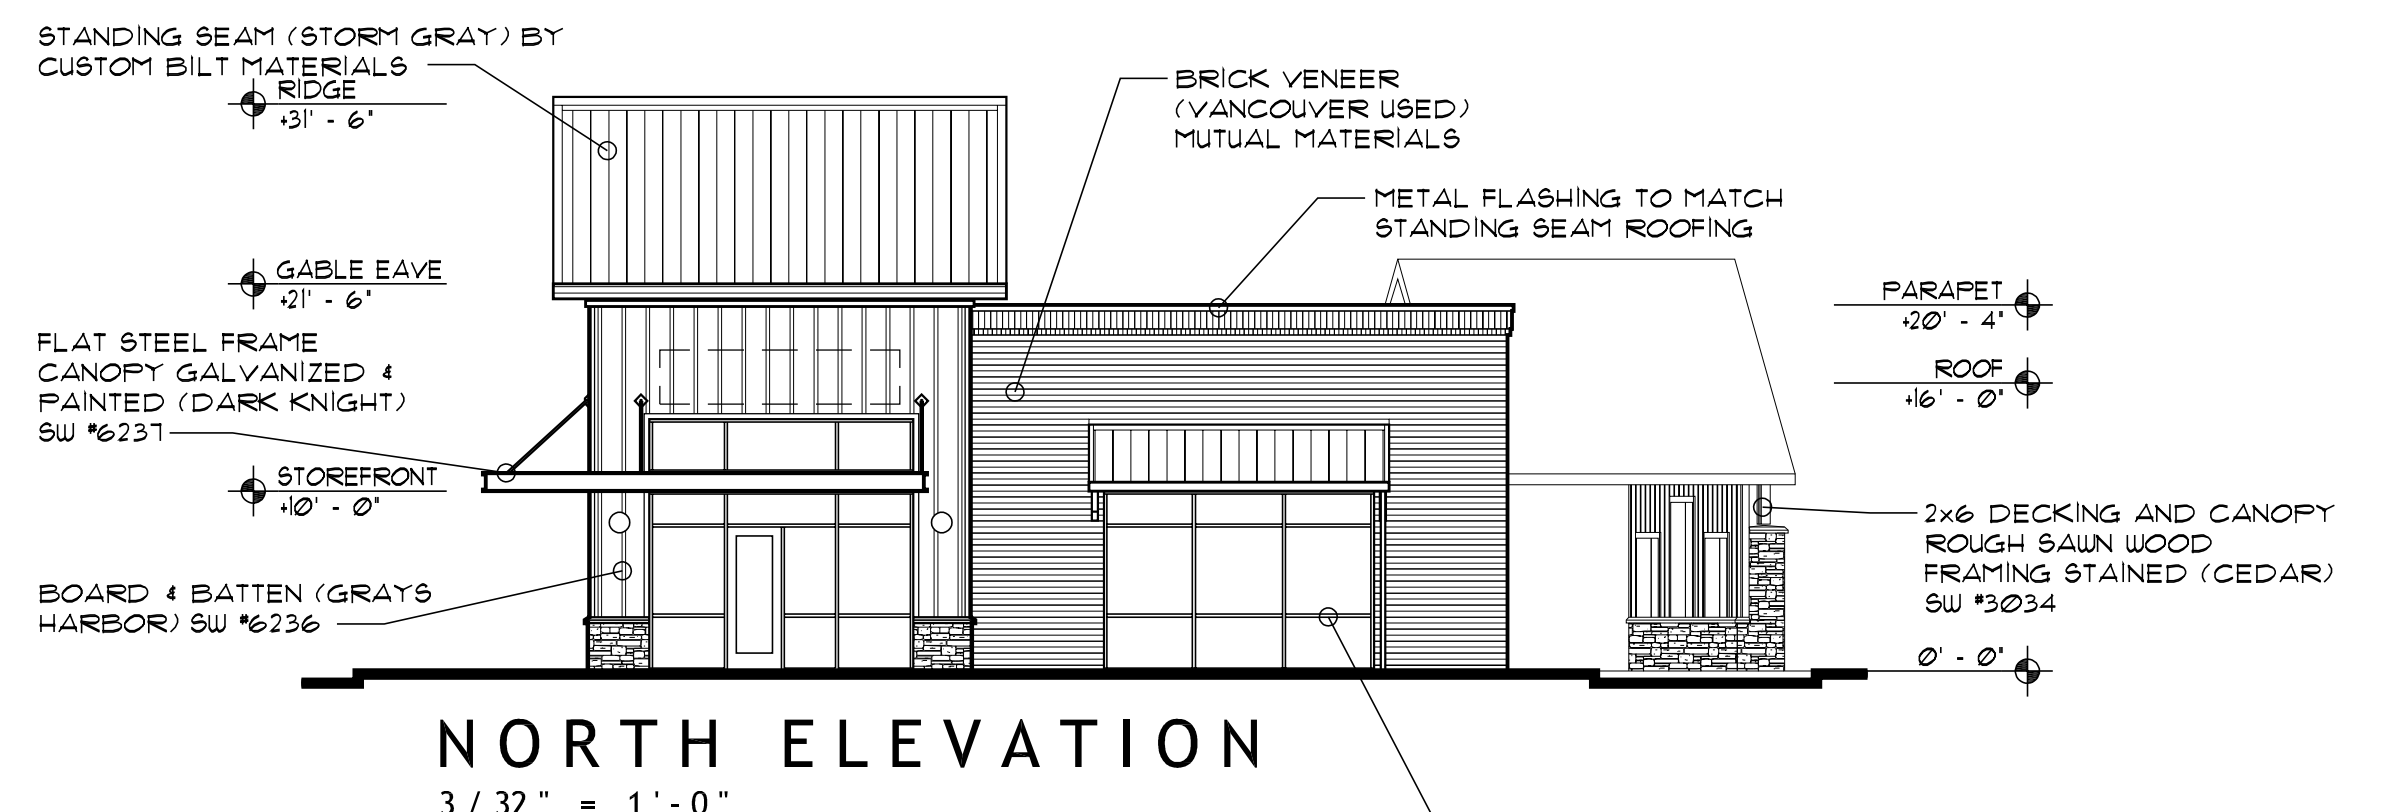 STANDING SEAM (STORM GRAY) BY
CUSTOM BILT MATERIALS
RIDGE
+31' - 6"
GABLE EAVE
+21' - 6"
FLAT STEEL FRAME
CANOPY GALVANIZED &
PAINTED (DARK KNIGHT)
SW #6237
STOREFRONT
+10' - 0"
BOARD & BATTEN (GRAYS
HARBOR) SW #6236
BRICK VENEER
(VANCOUVER USED)
MUTUAL MATERIALS
METAL FLASHING TO MATCH
STANDING SEAM ROOFING
PARAPET
+20' - 4"
ROOF
+16' - 0"
2x6 DECKING AND CANOPY
ROUGH SAWN WOOD
FRAMING STAINED (CEDAR)
SW #3034
0' - 0"
NORTH ELEVATION
3/32" = 1'-0"